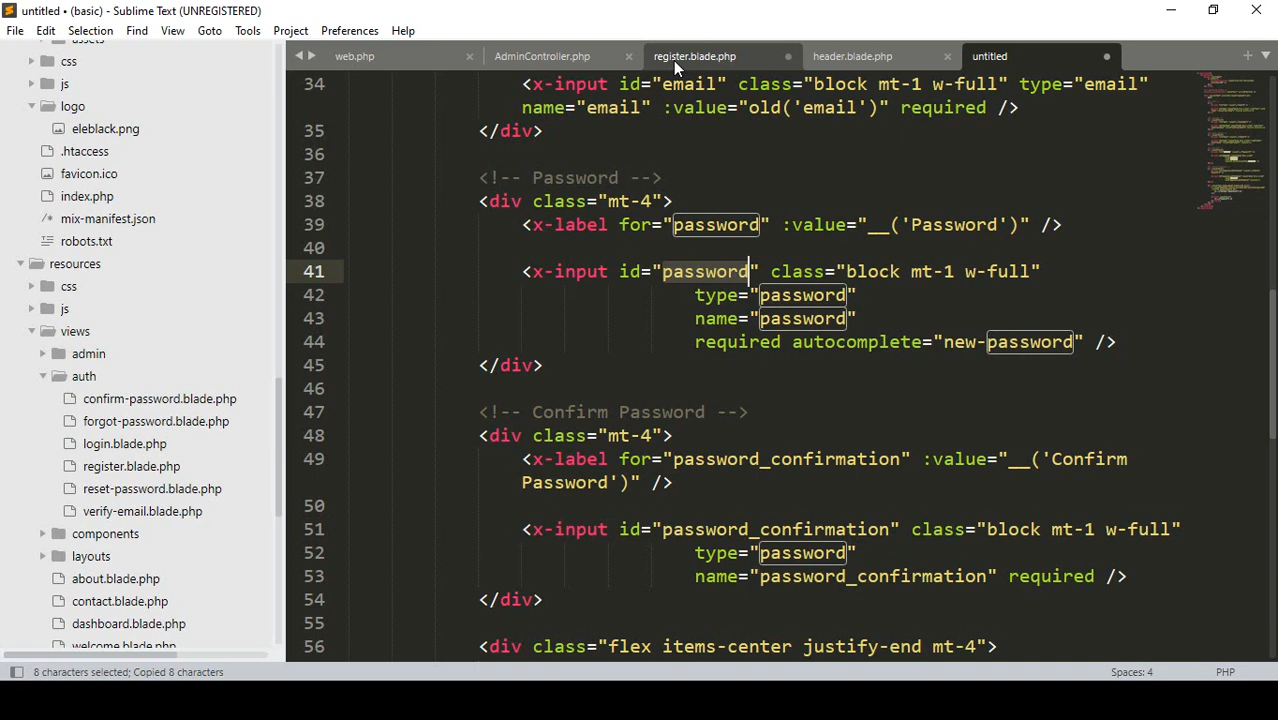 untitled • (basic) - Sublime Text (UNREGISTERED)
File Edit Selection Find View Goto Tools Project Preferences Help
web.php AdminController.php register.blade.php header.blade.php untitled
css
js
logo
eleblack.png
.htaccess
favicon.ico
index.php
mix-manifest.json
robots.txt
resources
css
js
views
admin
auth
confirm-password.blade.php
forgot-password.blade.php
login.blade.php
register.blade.php
reset-password.blade.php
verify-email.blade.php
components
layouts
about.blade.php
contact.blade.php
dashboard.blade.php
welcome.blade.php
34 <x-input id="email" class="block mt-1 w-full" type="email"
name="email" :value="old('email')" required />
35 </div>
36
37 <!-- Password -->
38 <div class="mt-4">
39 <x-label for="password" :value="__('Password')" />
40
41 <x-input id="password" class="block mt-1 w-full"
42 type="password"
43 name="password"
44 required autocomplete="new-password" />
45 </div>
46
47 <!-- Confirm Password -->
48 <div class="mt-4">
49 <x-label for="password_confirmation" :value="__('Confirm
Password')" />
50
51 <x-input id="password_confirmation" class="block mt-1 w-full"
52 type="password"
53 name="password_confirmation" required />
54 </div>
55
56 <div class="flex items-center justify-end mt-4">
8 characters selected; Copied 8 characters Spaces: 4 PHP